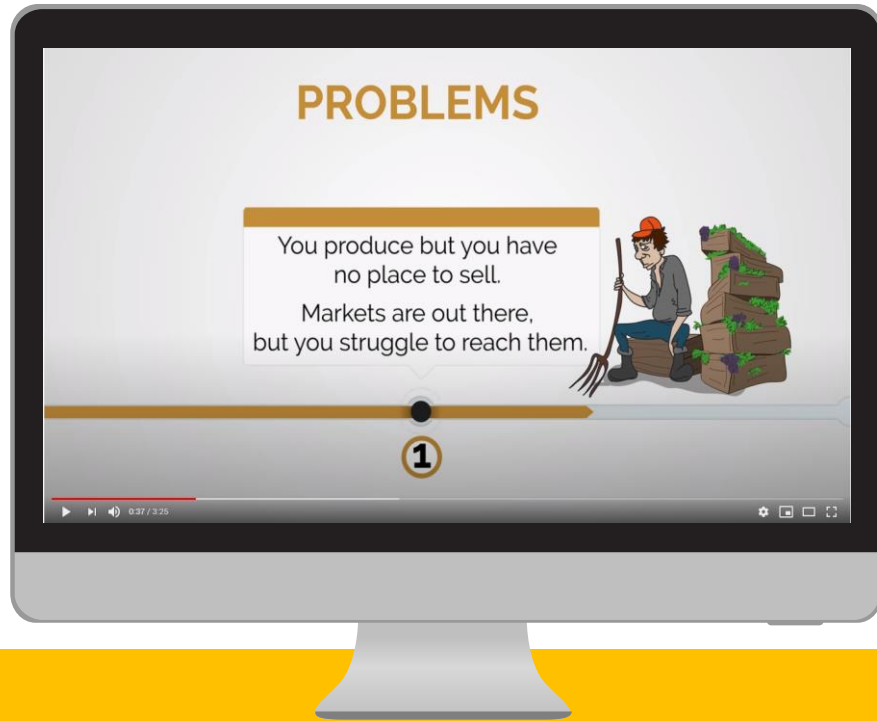 PROBLEMS
You produce but you have
no place to sell.
Markets are out there,
but you struggle to reach them.
1
0:37 / 3:25